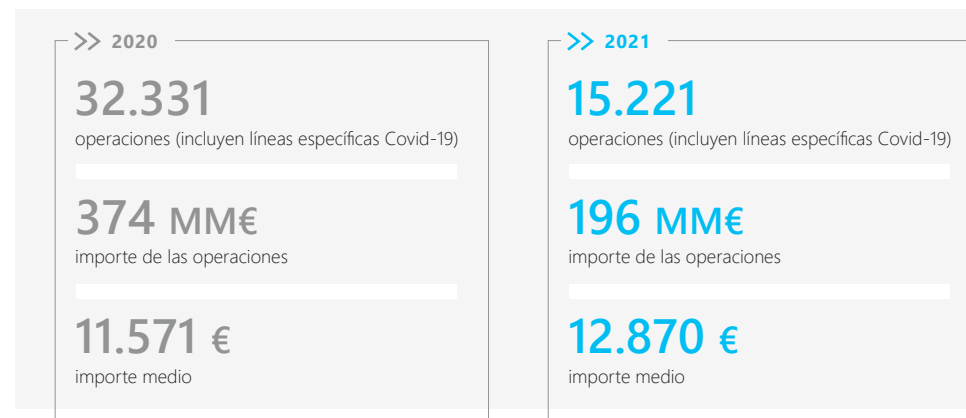 >> 2020
32.331
operaciones (incluyen líneas específicas Covid-19)
374 MM€
importe de las operaciones
11.571 €
importe medio
>> 2021
15.221
operaciones (incluyen líneas específicas Covid-19)
196 MM€
importe de las operaciones
12.870 €
importe medio